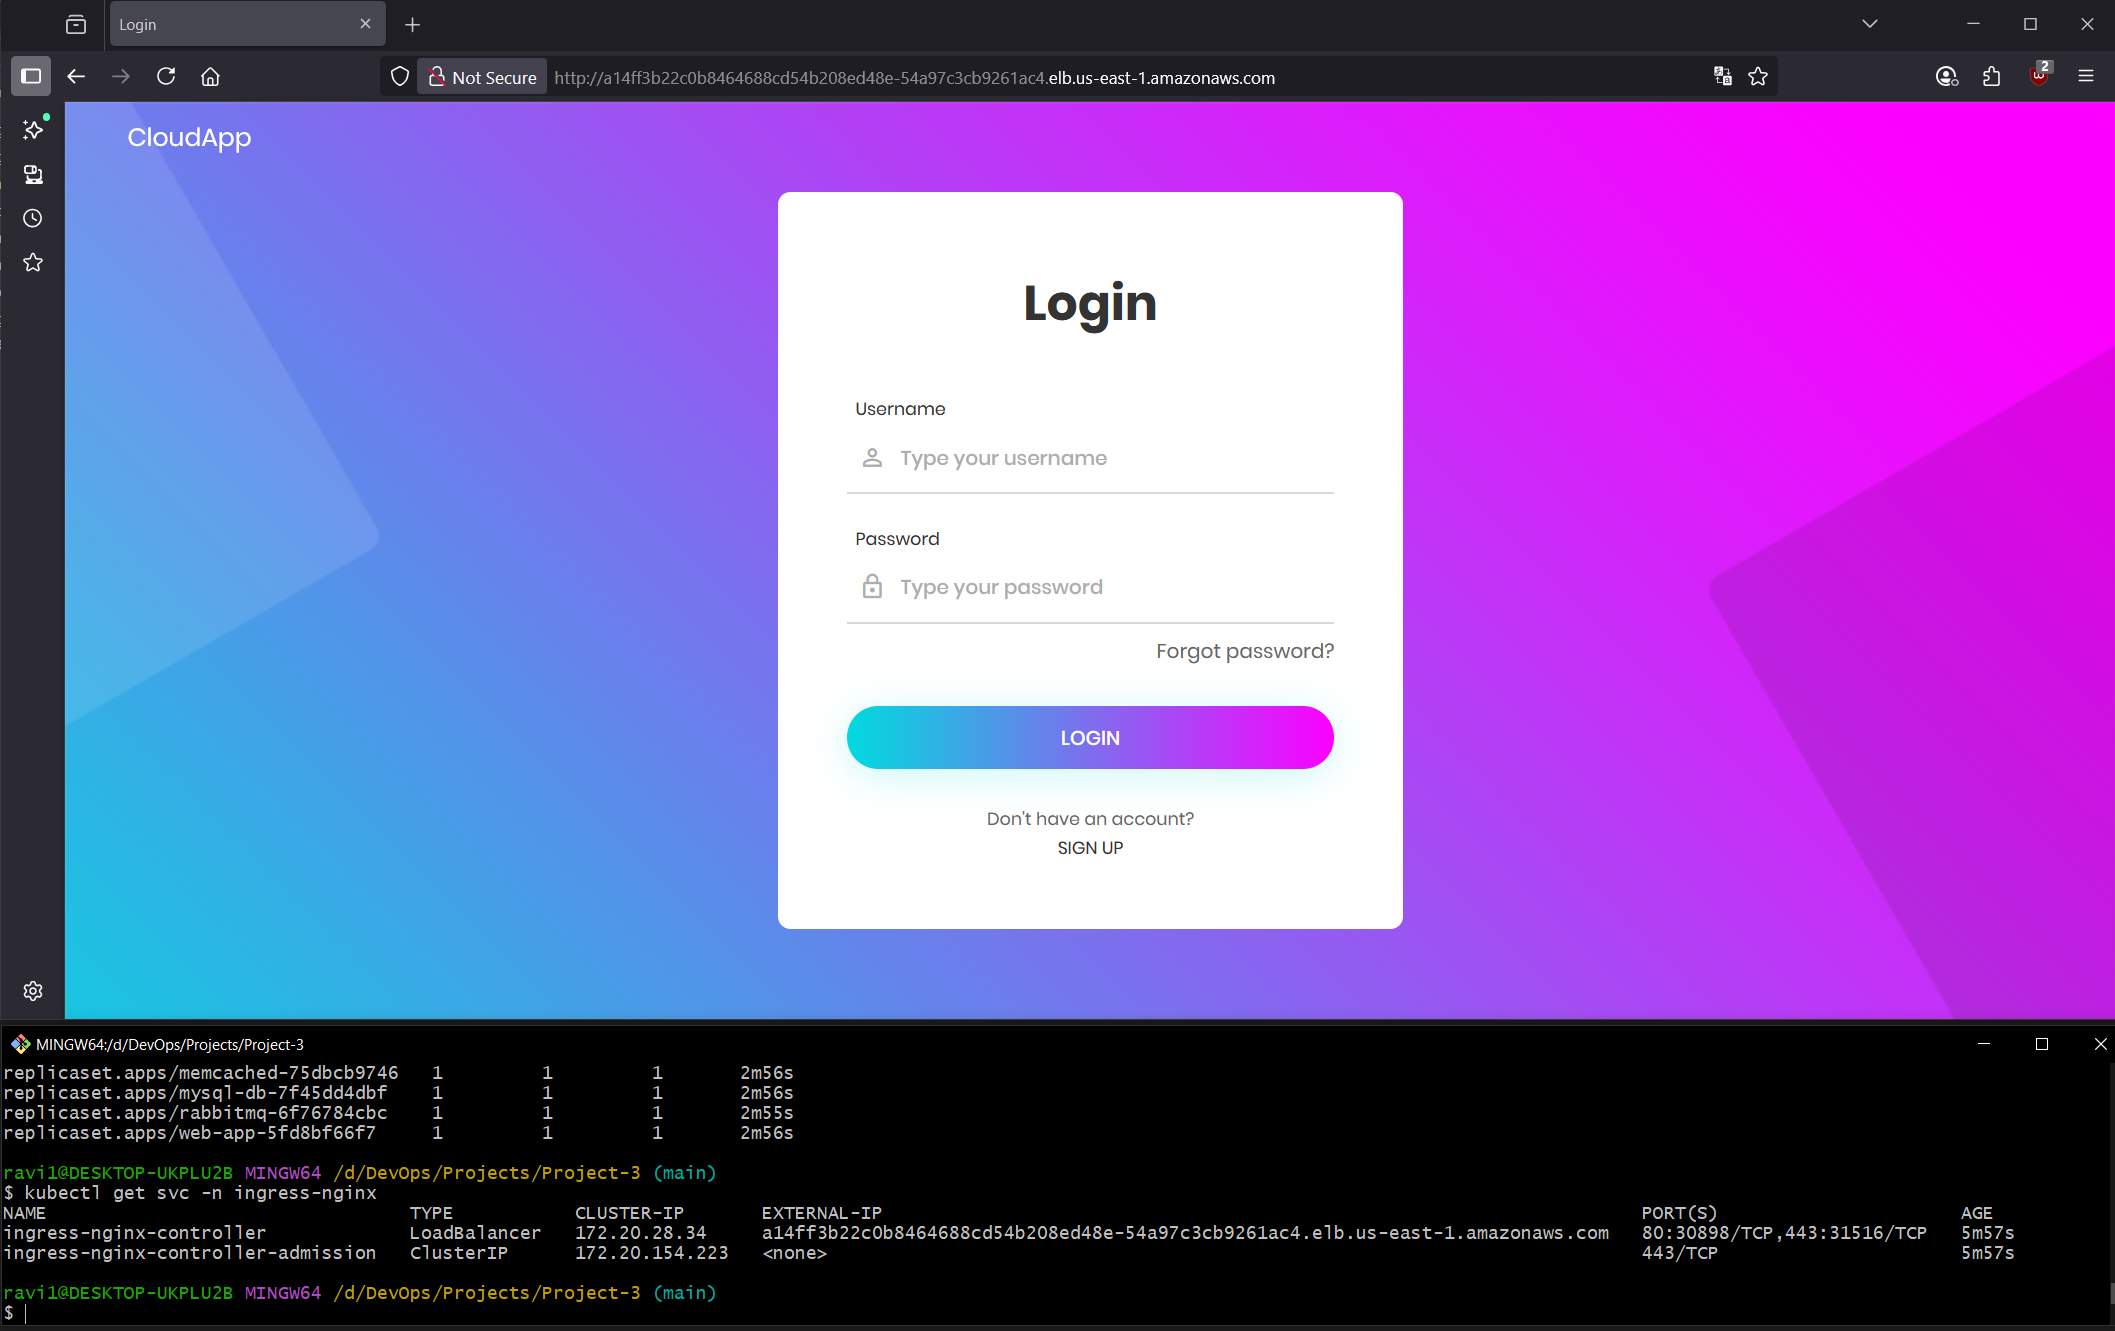 Login
Not Secure http://a14ff3b22c0b8464688cd54b208ed48e-54a97c3cb9261ac4.elb.us-east-1.amazonaws.com
2
CloudApp
Login
Username
Type your username
Password
Type your password
Forgot password?
LOGIN
Don't have an account?
SIGN UP
MINGW64:/d/DevOps/Projects/Project-3
replicaset.apps/memcached-75dbcb9746 1 1 1 2m56s
replicaset.apps/mysql-db-7f45dd4dbf 1 1 1 2m56s
replicaset.apps/rabbitmq-6f76784cbc 1 1 1 2m55s
replicaset.apps/web-app-5fd8bf66f7 1 1 1 2m56s
ravi1@DESKTOP-UKPLU2B MINGW64 /d/DevOps/Projects/Project-3 (main)
$ kubectl get svc -n ingress-nginx
NAME TYPE CLUSTER-IP EXTERNAL-IP PORT(S) AGE
ingress-nginx-controller LoadBalancer 172.20.28.34 a14ff3b22c0b8464688cd54b208ed48e-54a97c3cb9261ac4.elb.us-east-1.amazonaws.com 80:30898/TCP,443:31516/TCP 5m57s
ingress-nginx-controller-admission ClusterIP 172.20.154.223 <none> 443/TCP 5m57s
ravi1@DESKTOP-UKPLU2B MINGW64 /d/DevOps/Projects/Project-3 (main)
$